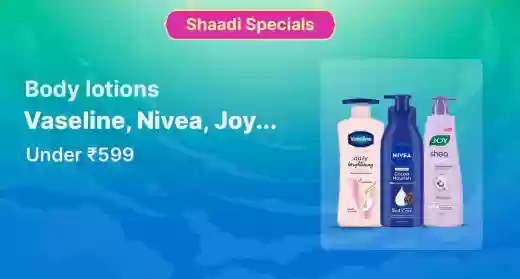 Shaadi Specials
Body lotions
Vaseline, Nivea, Joy...
Under ₹599
Vaseline
daily
brightening
NIVEA
Cocoa
Nourish
JOY
shea